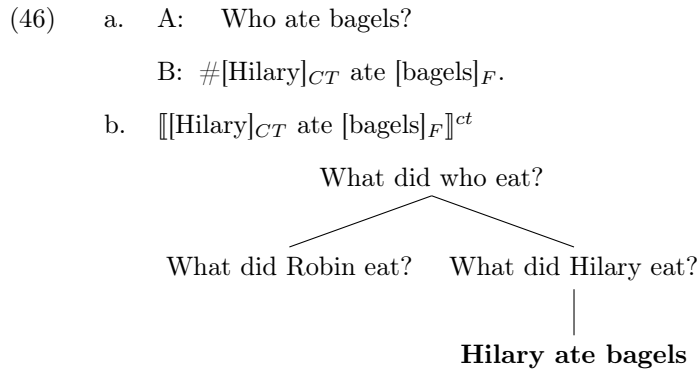 (46) a. A: Who ate bagels?
B: #[Hilary]CT ate [bagels]F.
b. ⟦[Hilary]CT ate [bagels]F⟧ct
What did who eat?
What did Robin eat? What did Hilary eat?
Hilary ate bagels